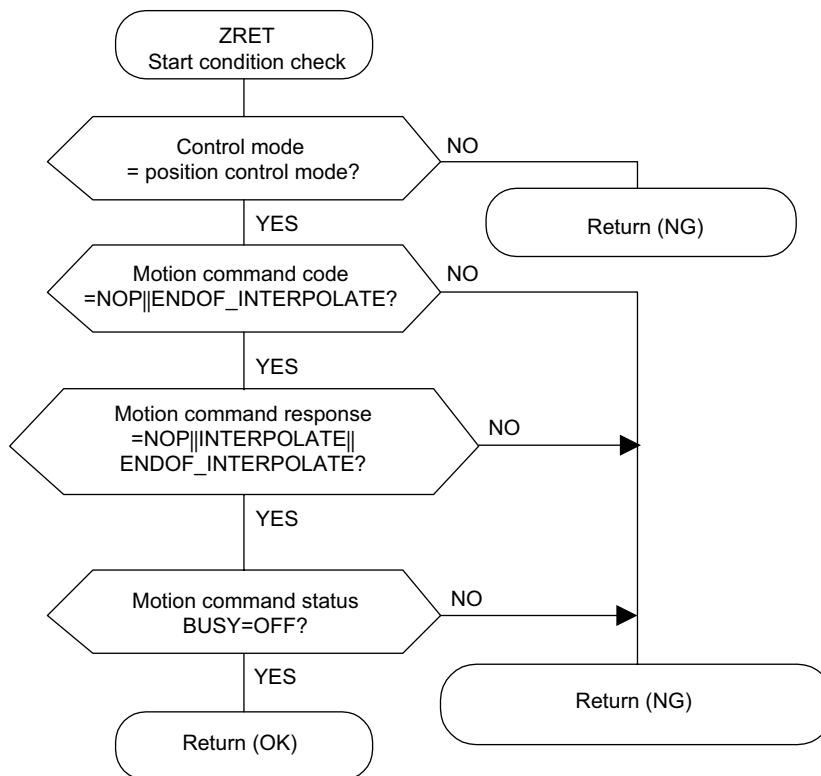 ZRET
Start condition check
Control mode
= position control mode?
NO
Return (NG)
YES
Motion command code
=NOP||ENDOF_INTERPOLATE?
NO
YES
Motion command response
=NOP||INTERPOLATE||
ENDOF_INTERPOLATE?
NO
YES
Motion command status
BUSY=OFF?
NO
YES
Return (NG)
Return (OK)